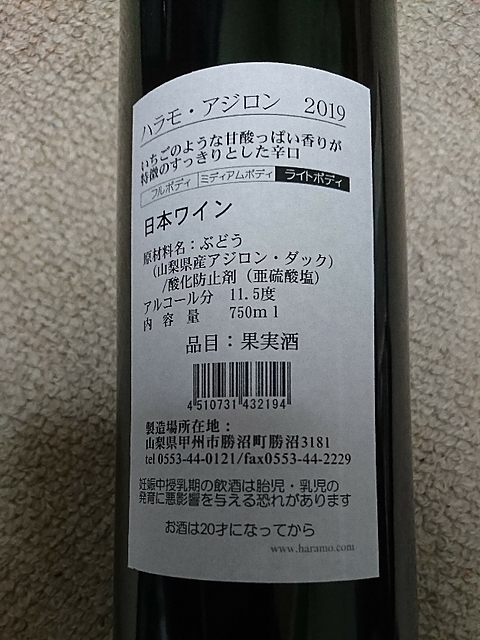 ハラモ・アジロン 2019
いちごのような甘酸っぱい香りが
特徴のすっきりとした辛口
フルボディ ミディアムボディ ライトボディ
日本ワイン
原材料名：ぶどう
（山梨県産アジロン・ダック）
/酸化防止剤（亜硫酸塩）
アルコール分 11.5度
内容量 750ml
品目：果実酒
4510731432194
製造場所在地：
山梨県甲州市勝沼町勝沼3181
tel 0553-44-0121/fax0553-44-2229
妊娠中授乳期の飲酒は胎児・乳児の
発育に悪影響を与える恐れがあります
お酒は20才になってから
www.haramo.com